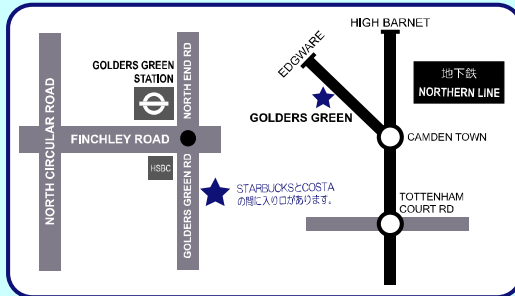 GOLDERS GREEN
STATION
NORTH END RD
NORTH CIRCULAR ROAD
FINCHLEY ROAD
HSBC
GOLDERS GREEN RD
STARBUCKSとCOSTA
の間に入り口があります。
HIGH BARNET
EDGWARE
地下鉄
NORTHERN LINE
GOLDERS GREEN
CAMDEN TOWN
TOTTENHAM
COURT RD